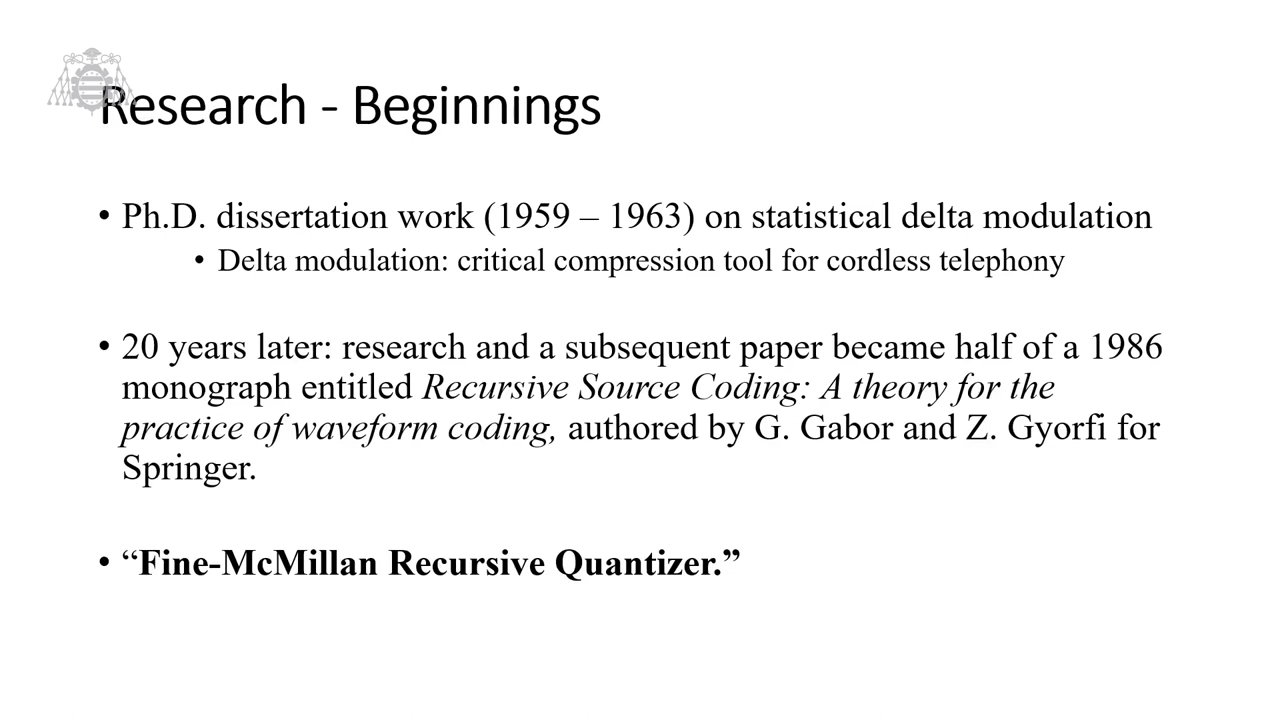 Research - Beginnings
• Ph.D. dissertation work (1959 – 1963) on statistical delta modulation
• Delta modulation: critical compression tool for cordless telephony
• 20 years later: research and a subsequent paper became half of a 1986
monograph entitled Recursive Source Coding: A theory for the
practice of waveform coding, authored by G. Gabor and Z. Gyorfi for
Springer.
• “Fine-McMillan Recursive Quantizer.”